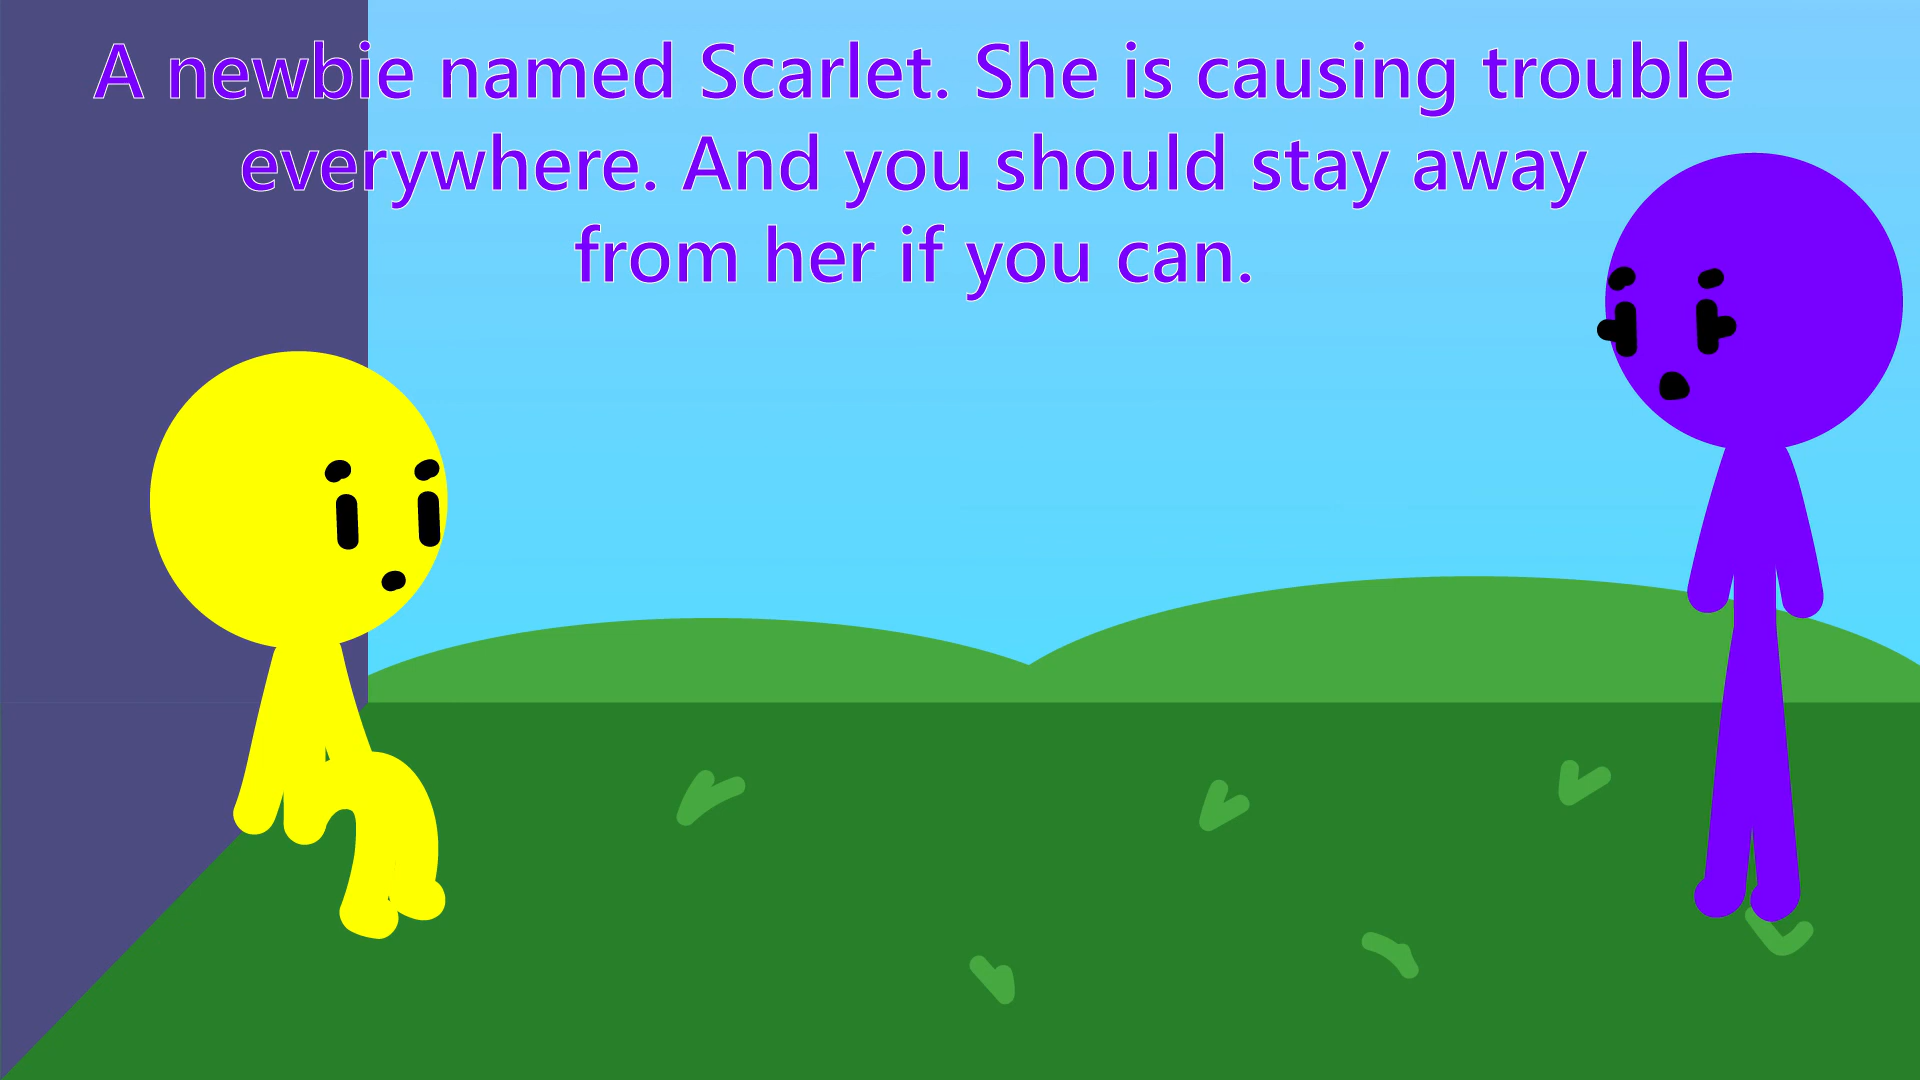 A newbie named Scarlet. She is causing trouble
everywhere. And you should stay away
from her if you can.